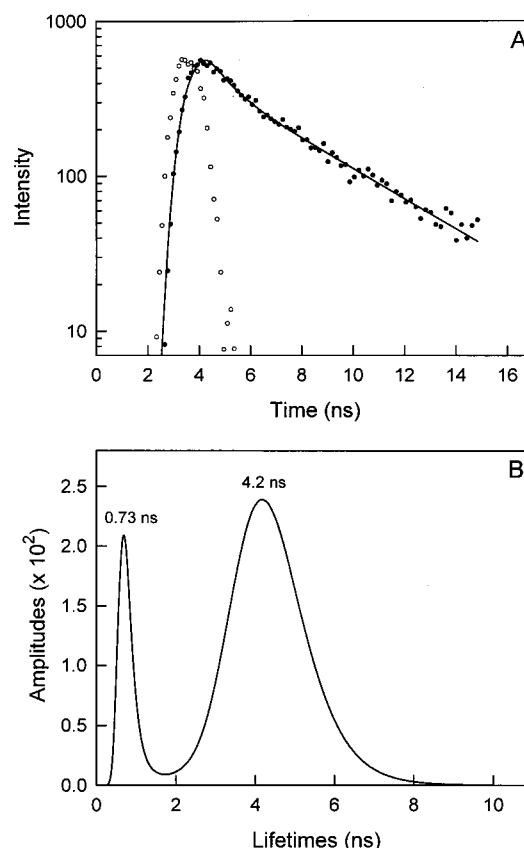 A
1000
100
10
Intensity
0 2 4 6 8 10 12 14 16
Time (ns)
B
4.2 ns
0.73 ns
2.5
2.0
1.5
1.0
0.5
0.0
Amplitudes (x 10²)
0 2 4 6 8 10
Lifetimes (ns)